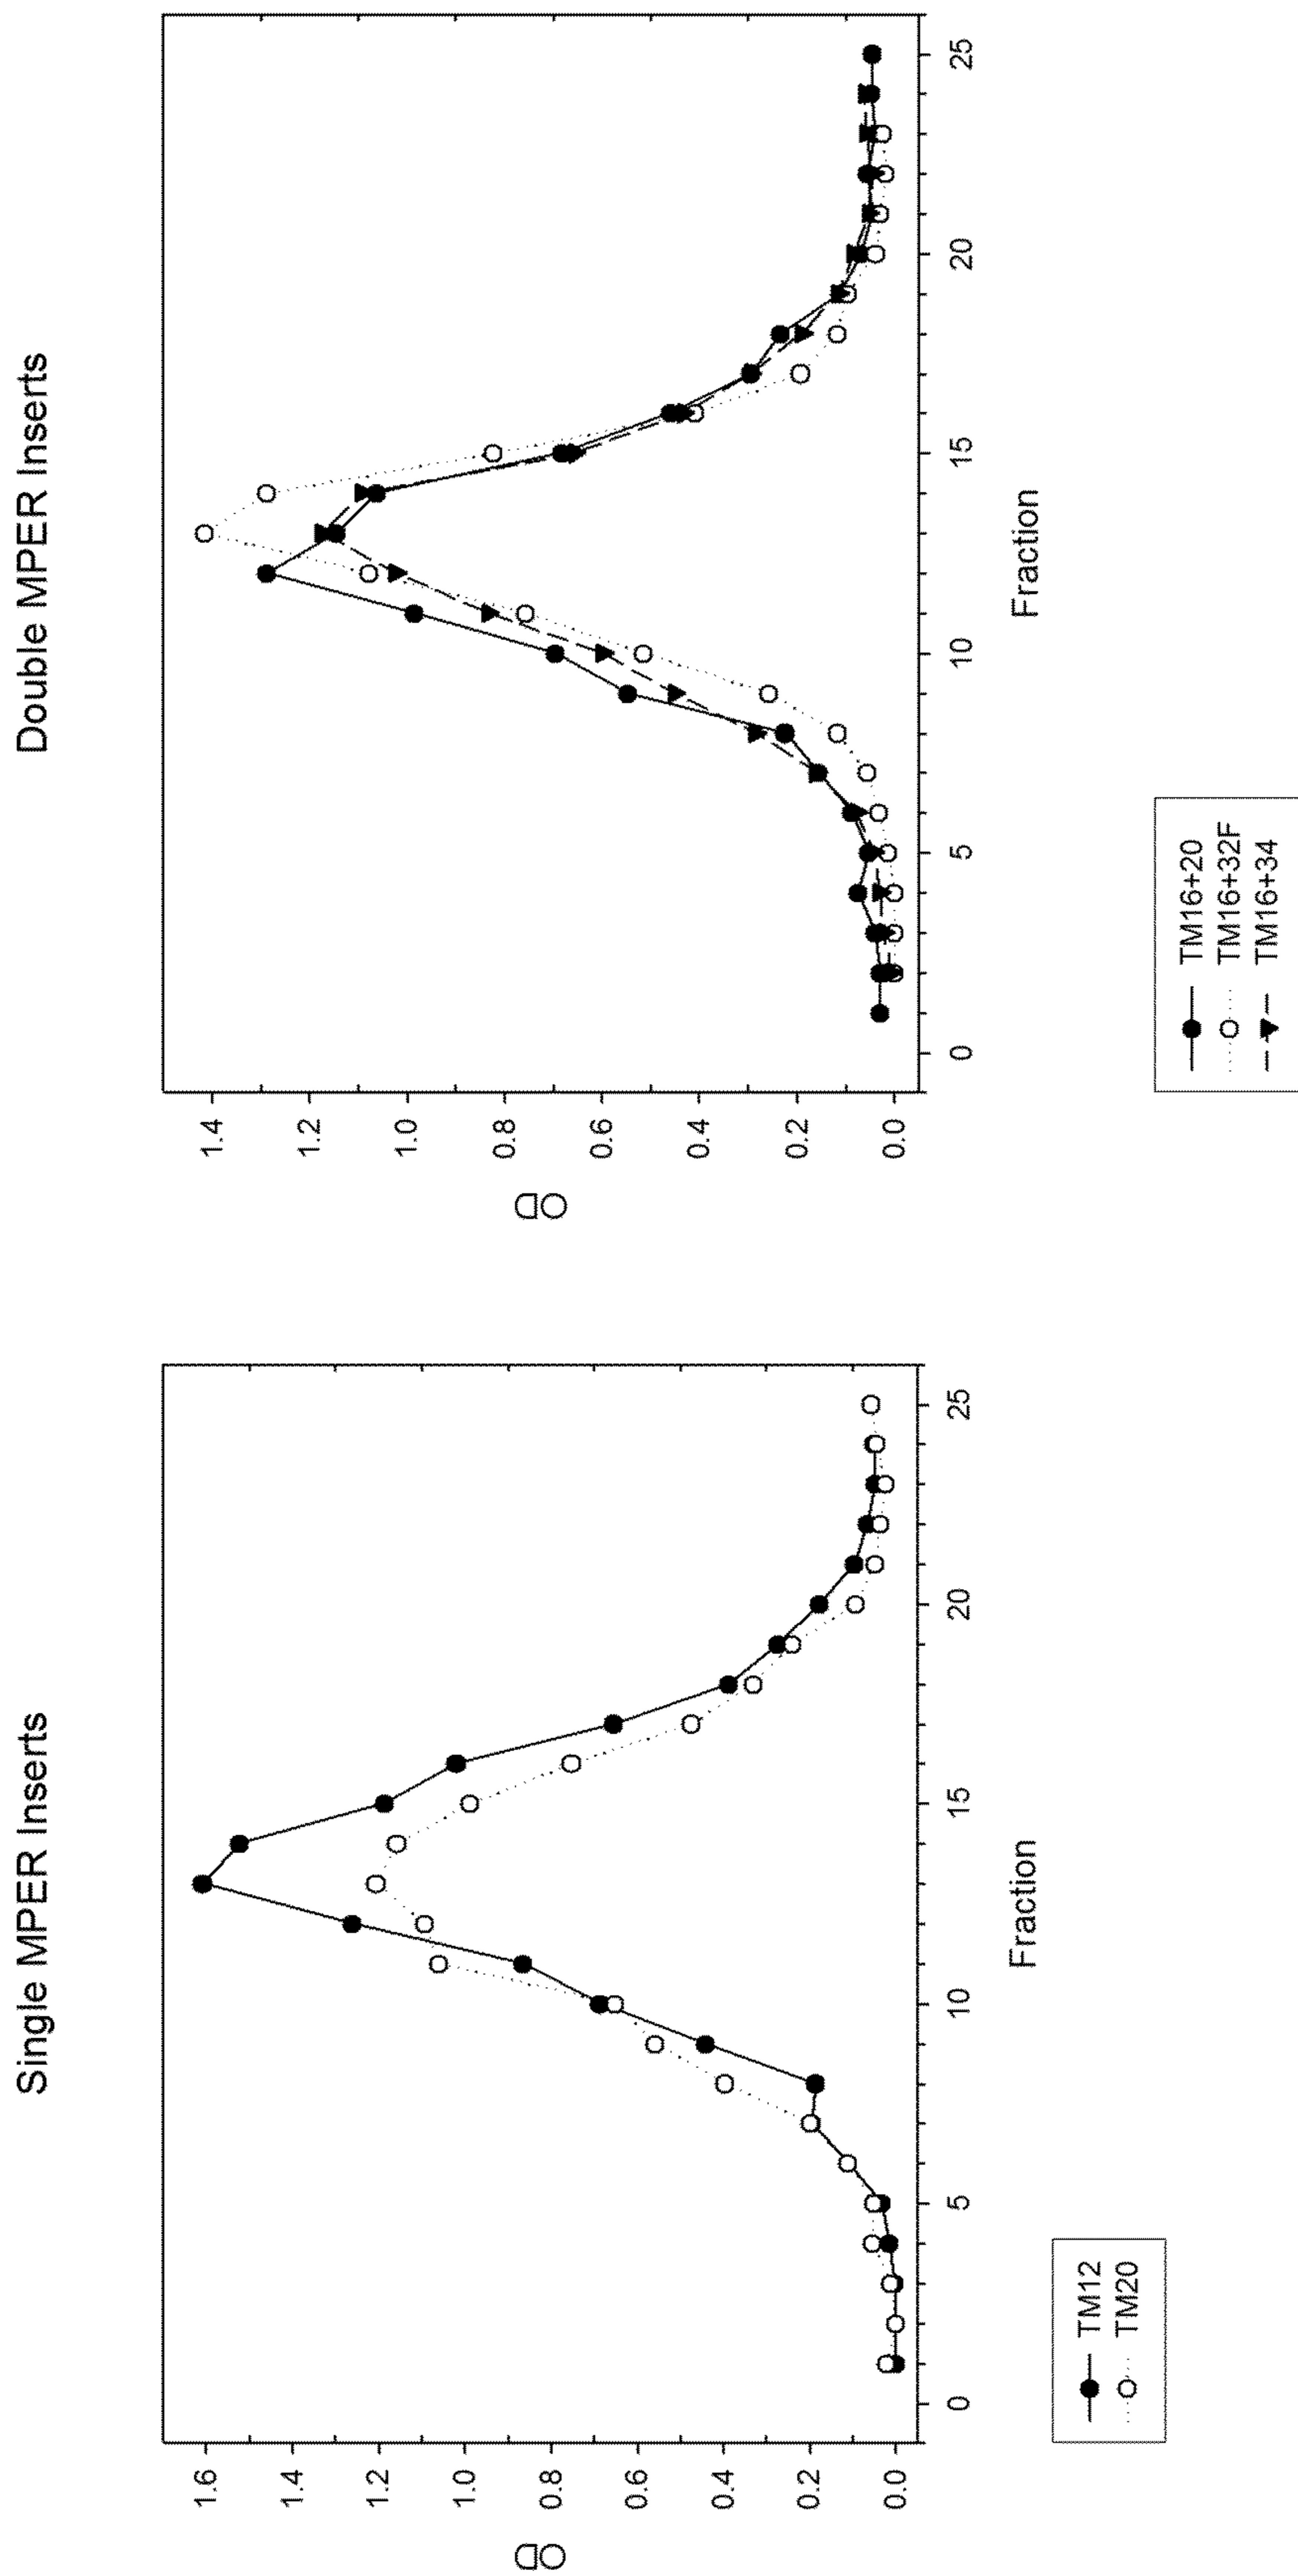 Single MPER Inserts
OD
1.6
1.4
1.2
1.0
0.8
0.6
0.4
0.2
0.0
0 5 10 15 20 25
Fraction
TM12
TM20
Double MPER Inserts
OD
1.4
1.2
1.0
0.8
0.6
0.4
0.2
0.0
0 5 10 15 20 25
Fraction
TM16+20
TM16+32F
TM16+34